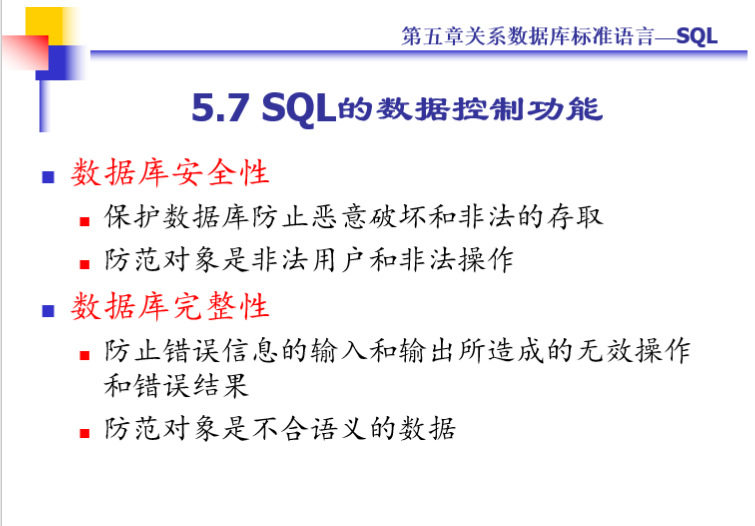 第五章关系数据库标准语言—SQL
5.7 SQL的数据控制功能
数据库安全性
保护数据库防止恶意破坏和非法的存取
防范对象是非法用户和非法操作
数据库完整性
防止错误信息的输入和输出所造成的无效操作
和错误结果
防范对象是不合语义的数据